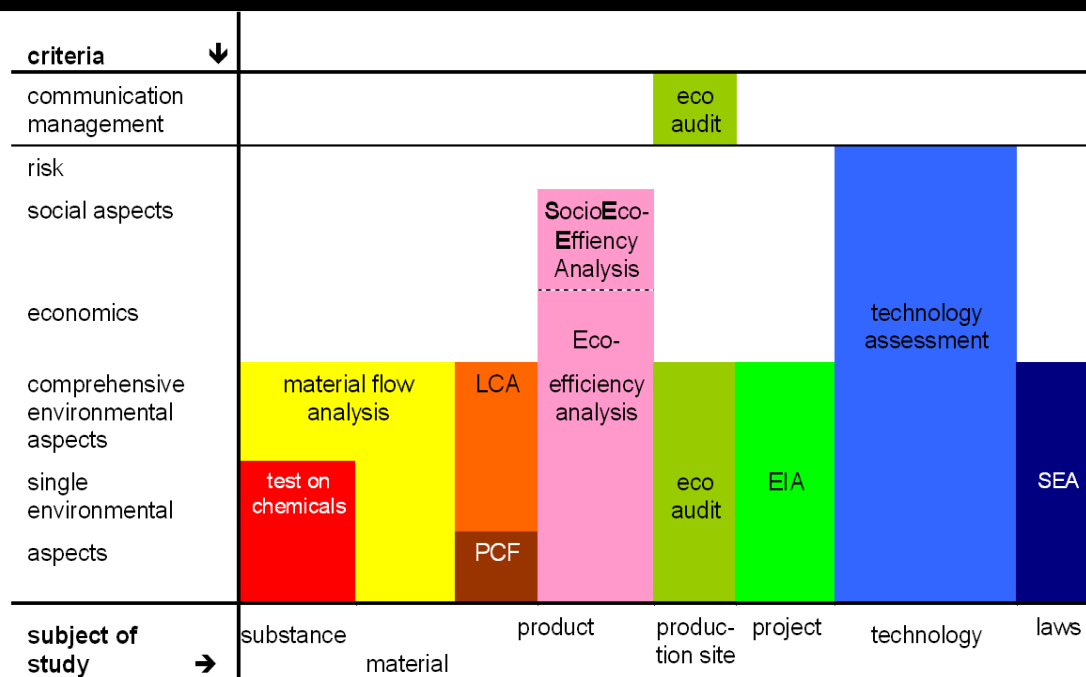 criteria ↓
communication
management
eco
audit
risk
social aspects
SocioEco-
Effiency
Analysis
economics
technology
assessment
Eco-
efficiency
analysis
comprehensive
environmental
aspects
material flow
analysis
LCA
single
environmental
aspects
test on
chemicals
PCF
eco
audit
EIA
SEA
subject of
study →
substance
material
product
produc-
tion site
project
technology
laws